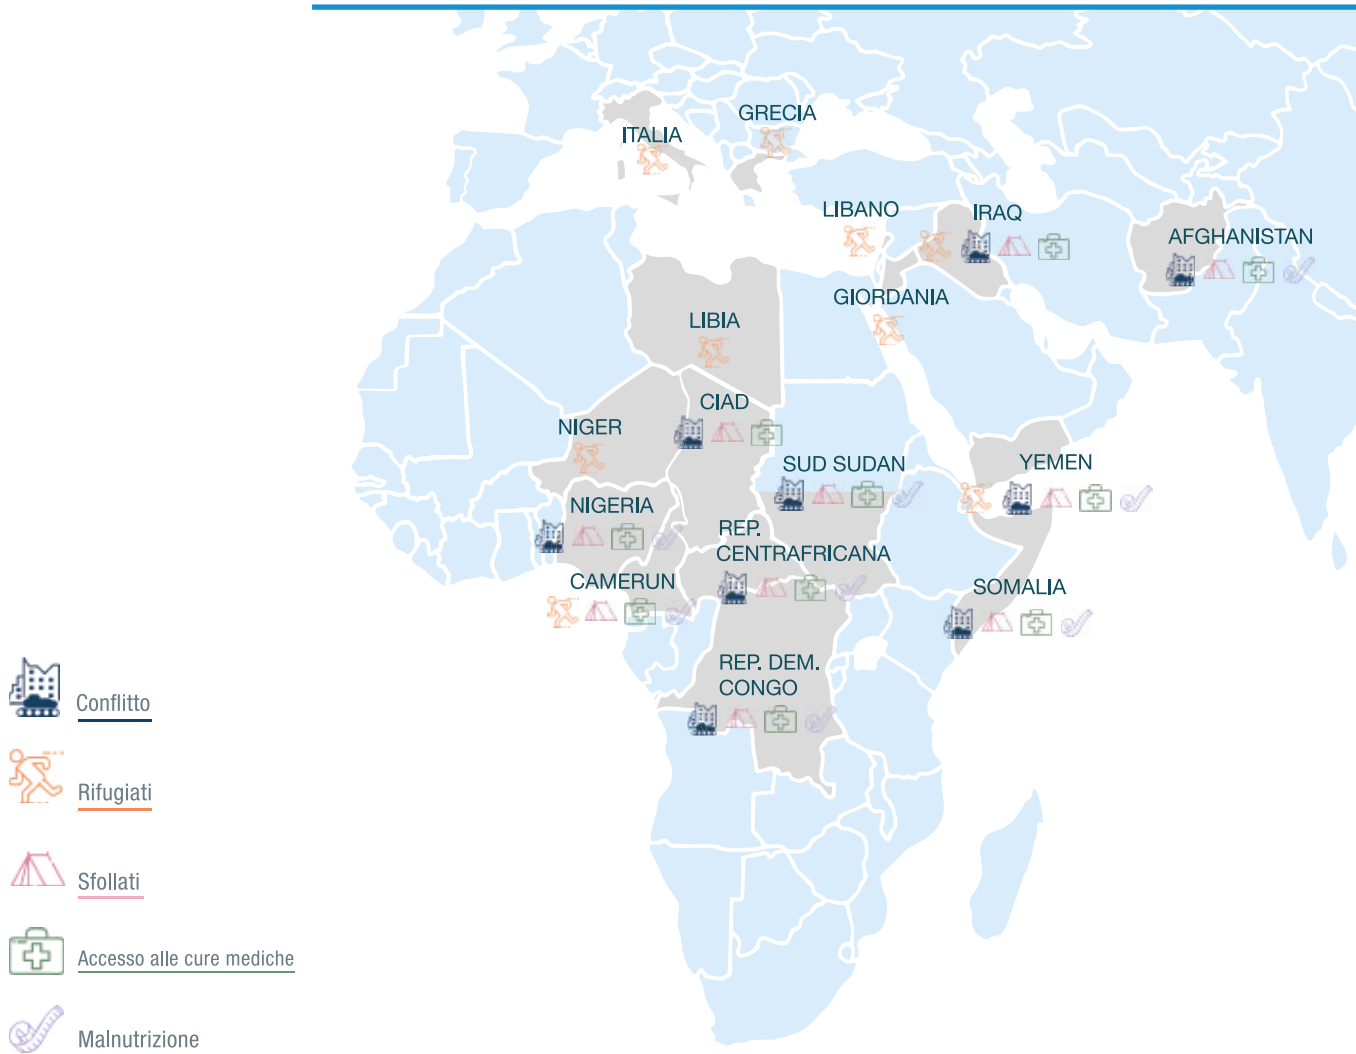 GRECIA
ITALIA
LIBANO
IRAQ
AFGHANISTAN
GIORDANIA
LIBIA
CIAD
NIGER
SUD SUDAN
YEMEN
NIGERIA
REP.
CENTRAFRICANA
CAMERUN
SOMALIA
REP. DEM.
CONGO
Conflitto
Rifugiati
Sfollati
Accesso alle cure mediche
Malnutrizione